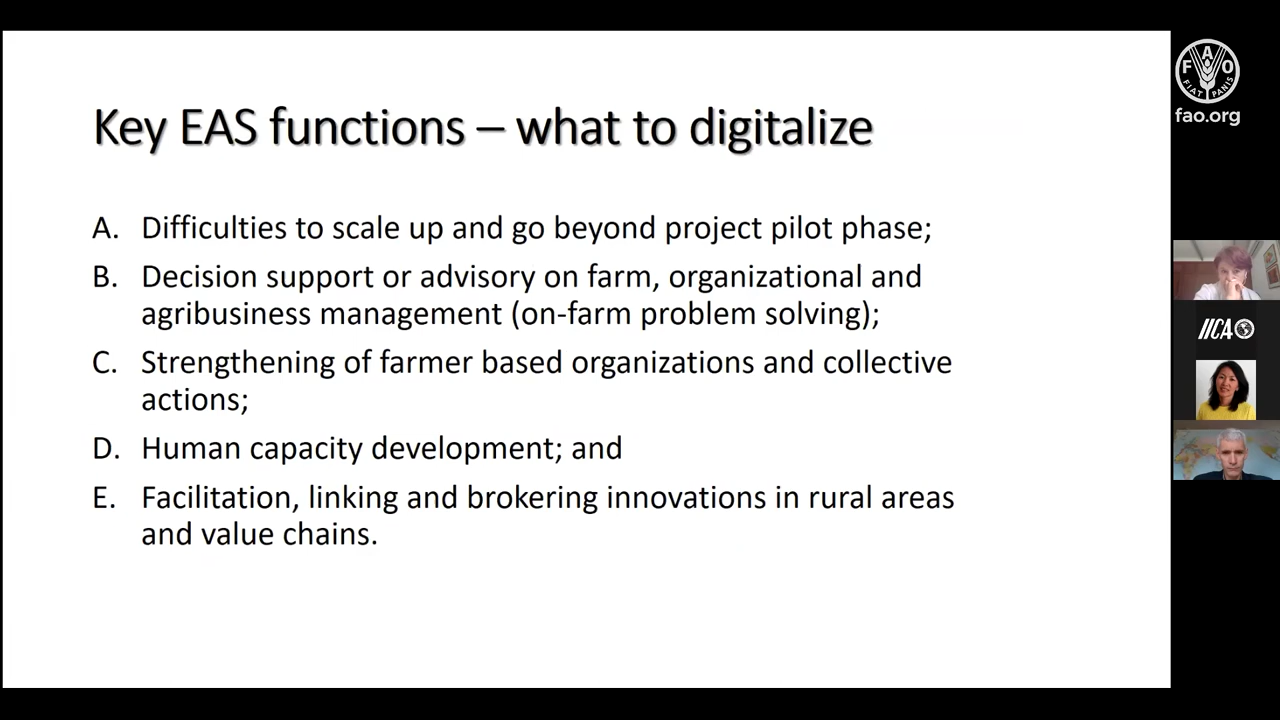 Key EAS functions – what to digitalize
A. Difficulties to scale up and go beyond project pilot phase;
B. Decision support or advisory on farm, organizational and
agribusiness management (on-farm problem solving);
C. Strengthening of farmer based organizations and collective
actions;
D. Human capacity development; and
E. Facilitation, linking and brokering innovations in rural areas
and value chains.
FAO
FIAT PANIS
fao.org
IICA